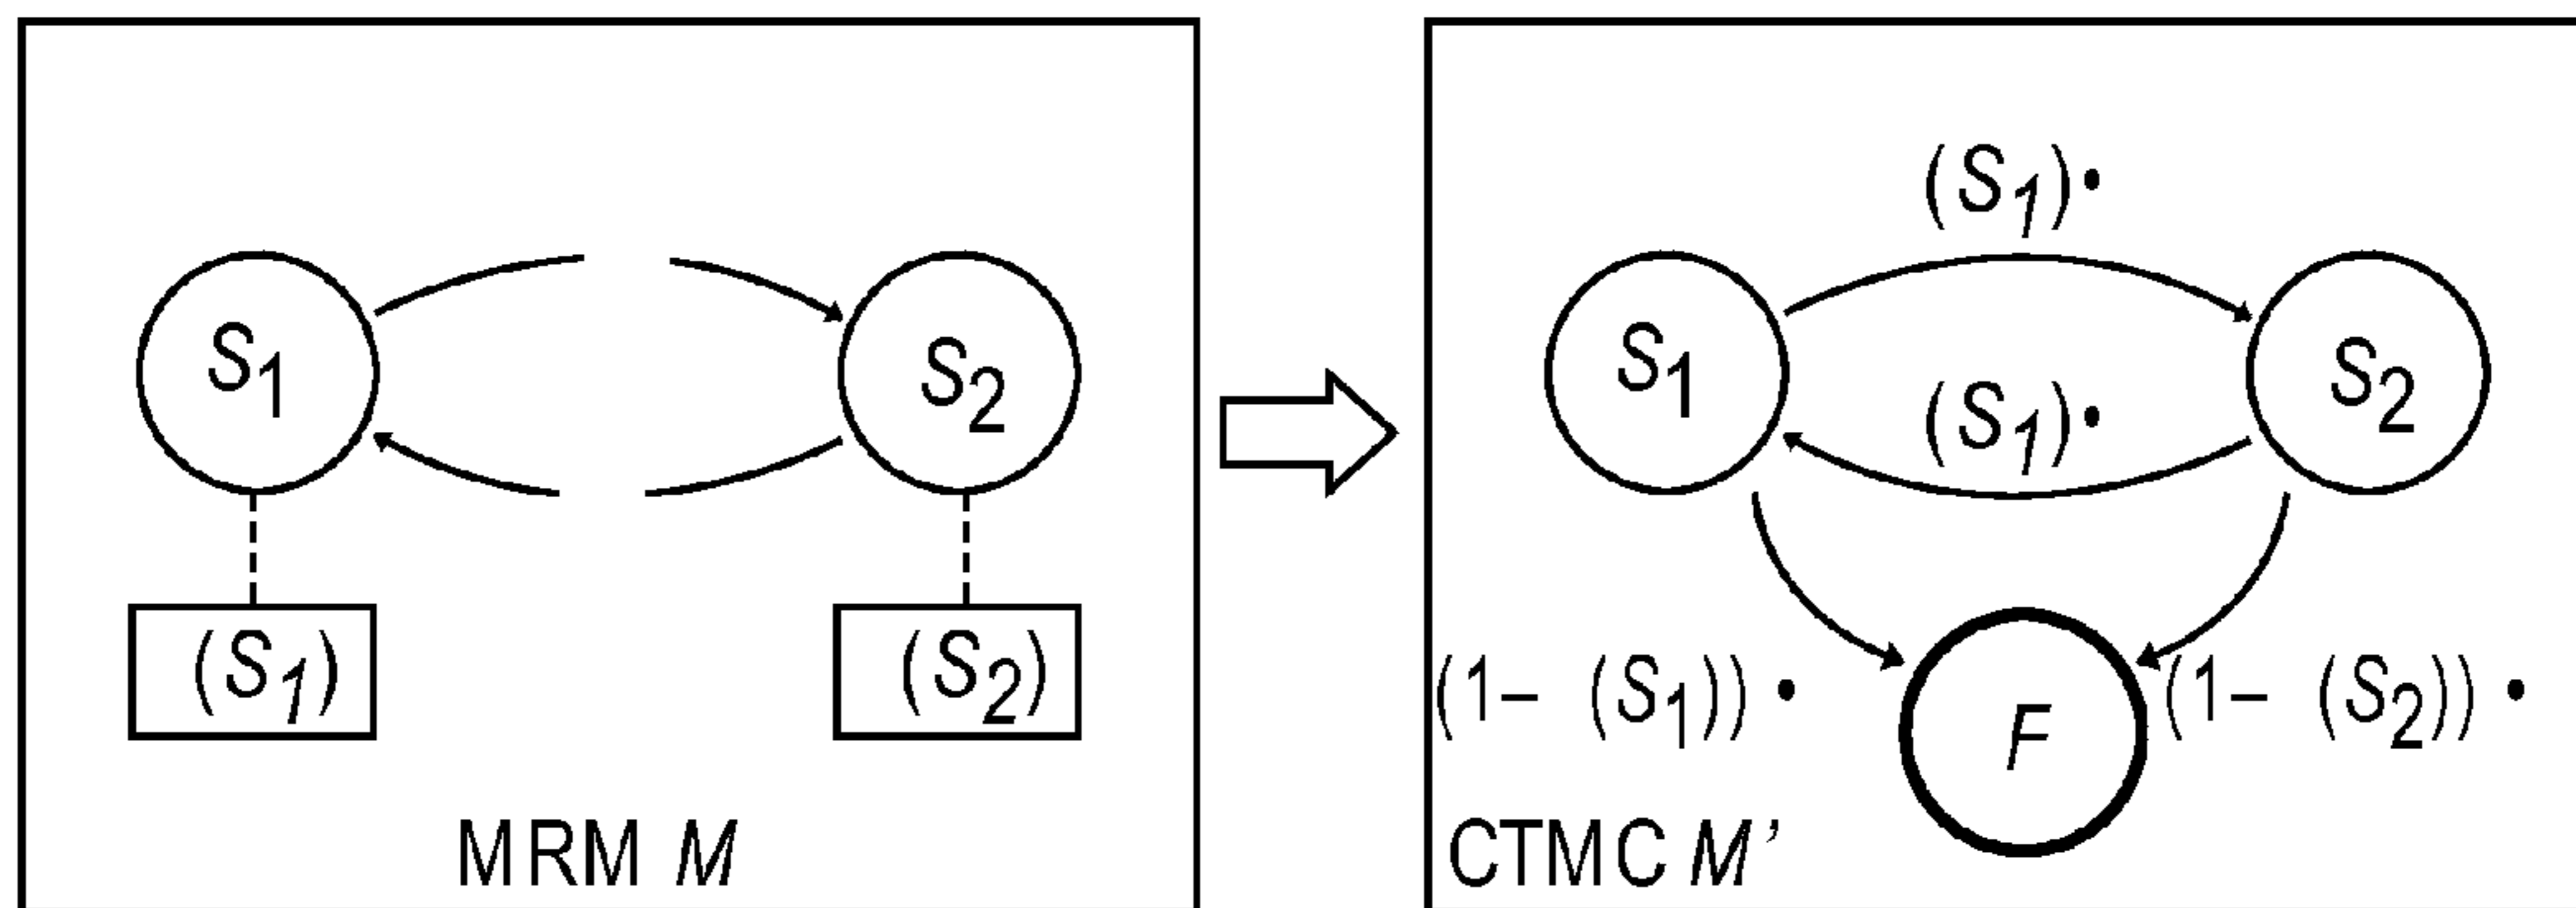 S1
S2
(S1)
(S2)
MRM M
(S1)•
S1
S2
(S1)•
(1– (S1)) •
F
(1– (S2)) •
CTMC M’